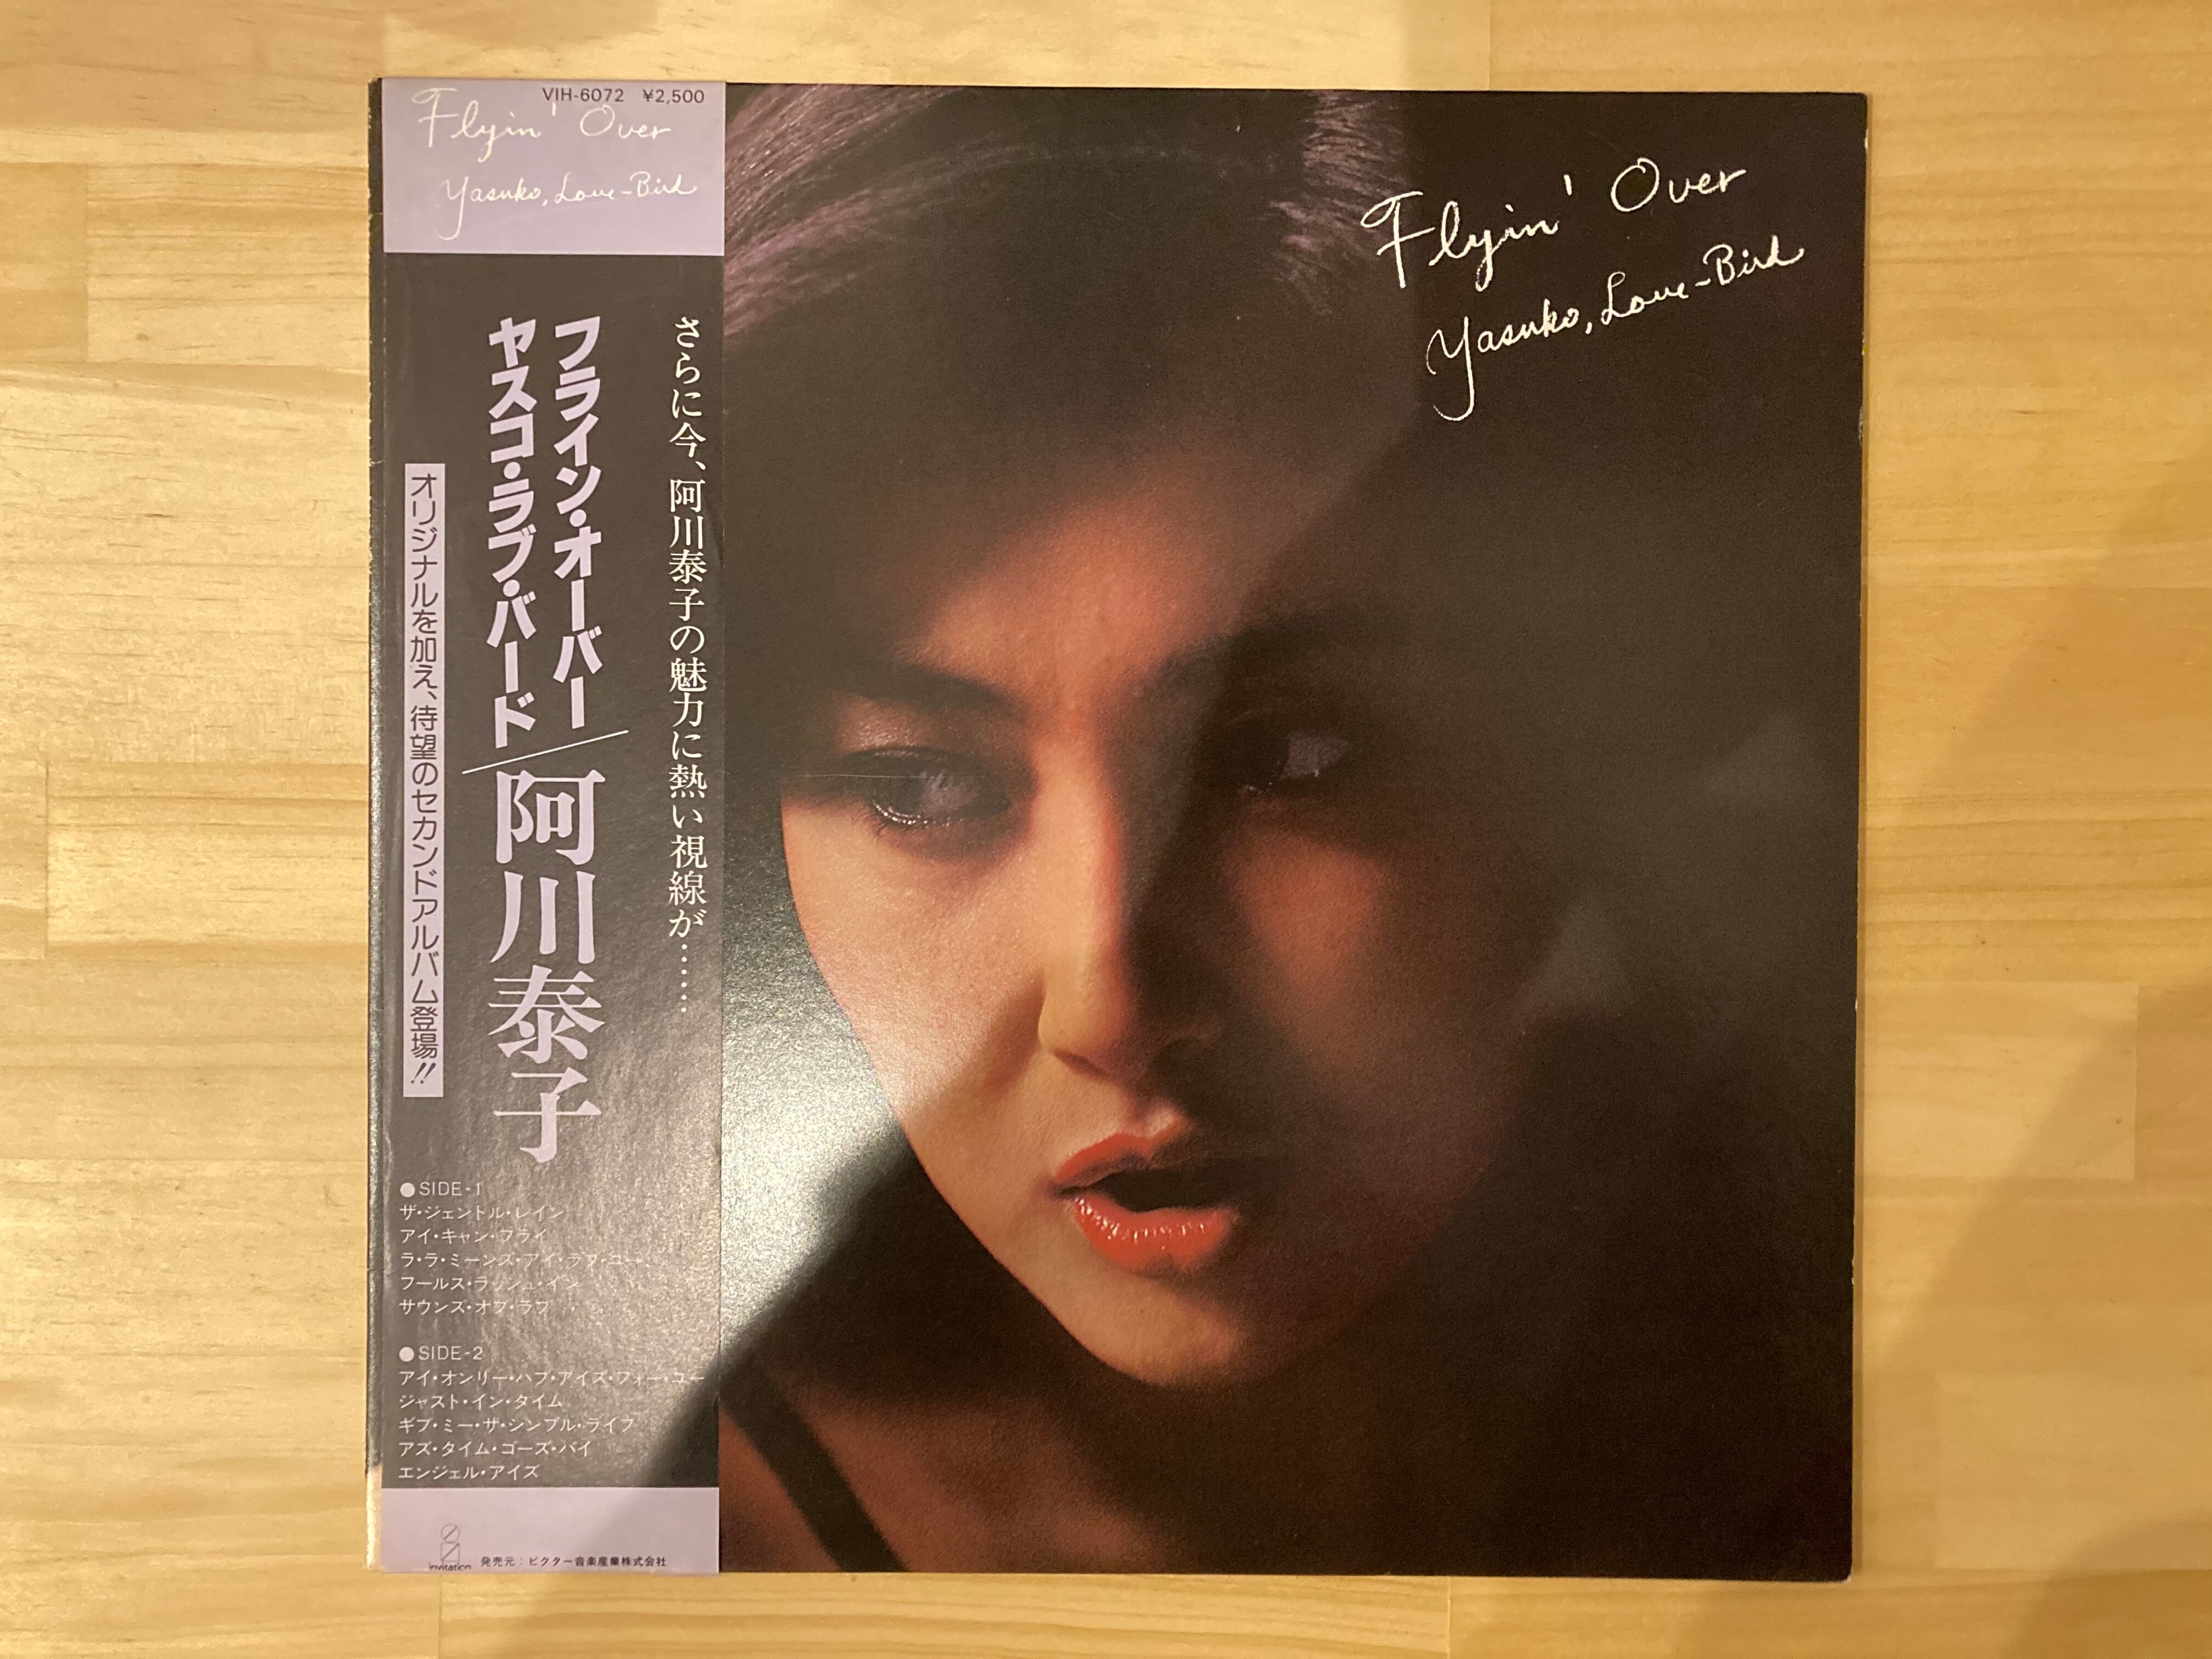 VIH-6072 ¥2,500
Flyin' Over
Yasuko, Love-Bird
さらに今、阿川泰子の魅力に熱い視線が……
フライン・オーバー
ヤスコ・ラブ・バード
阿川泰子
オリジナルを加え、待望のセカンドアルバム登場!!
●SIDE-1
ザ・ジェントル・レイン
アイ・キャン・フライ
ラ・ラ・ミーンズ・アイ・ラブ・ユー
フールス・ラッシュ・イン
サウンズ・オブ・ラブ
●SIDE-2
アイ・オンリー・ハブ・アイズ・フォー・ユー
ジャスト・イン・タイム
ギブ・ミー・ザ・シンプル・ライフ
アズ・タイム・ゴーズ・バイ
エンジェル・アイズ
invitation
発売元:ビクター音楽産業株式会社
Flyin' Over
Yasuko, Love-Bird